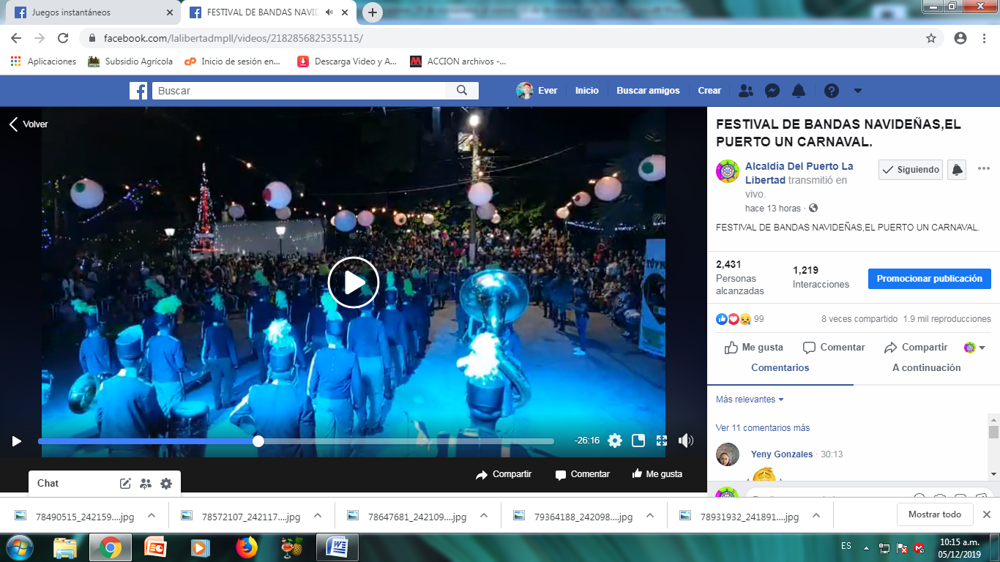 Juegos instantáneos
FESTIVAL DE BANDAS NAVID
facebook.com/lalibertadmpll/videos/2182856825355115/
Aplicaciones
Subsidio Agrícola
Inicio de sesión en...
Descarga Video y A...
ACCION archivos -...
Buscar
Ever
Inicio
Buscar amigos
Crear
Volver
FESTIVAL DE BANDAS NAVIDEÑAS,EL
PUERTO UN CARNAVAL.
Alcaldía Del Puerto La
Libertad transmitió en
vivo.
hace 13 horas ·
Siguiendo
FESTIVAL DE BANDAS NAVIDEÑAS,EL PUERTO UN CARNAVAL.
2,431
Personas
alcanzadas
1,219
Interacciones
Promocionar publicación
99
8 veces compartido 1.9 mil reproducciones
Me gusta
Comentar
Compartir
Comentarios
A continuación
Más relevantes
Ver 11 comentarios más
Yeny Gonzales · 30:13
-26:16
Compartir
Comentar
Me gusta
Chat
78490515_242159....jpg
78572107_242117....jpg
78647681_242109....jpg
79364188_242098....jpg
78931932_241891....jpg
Mostrar todo
ES
10:15 a.m.
05/12/2019